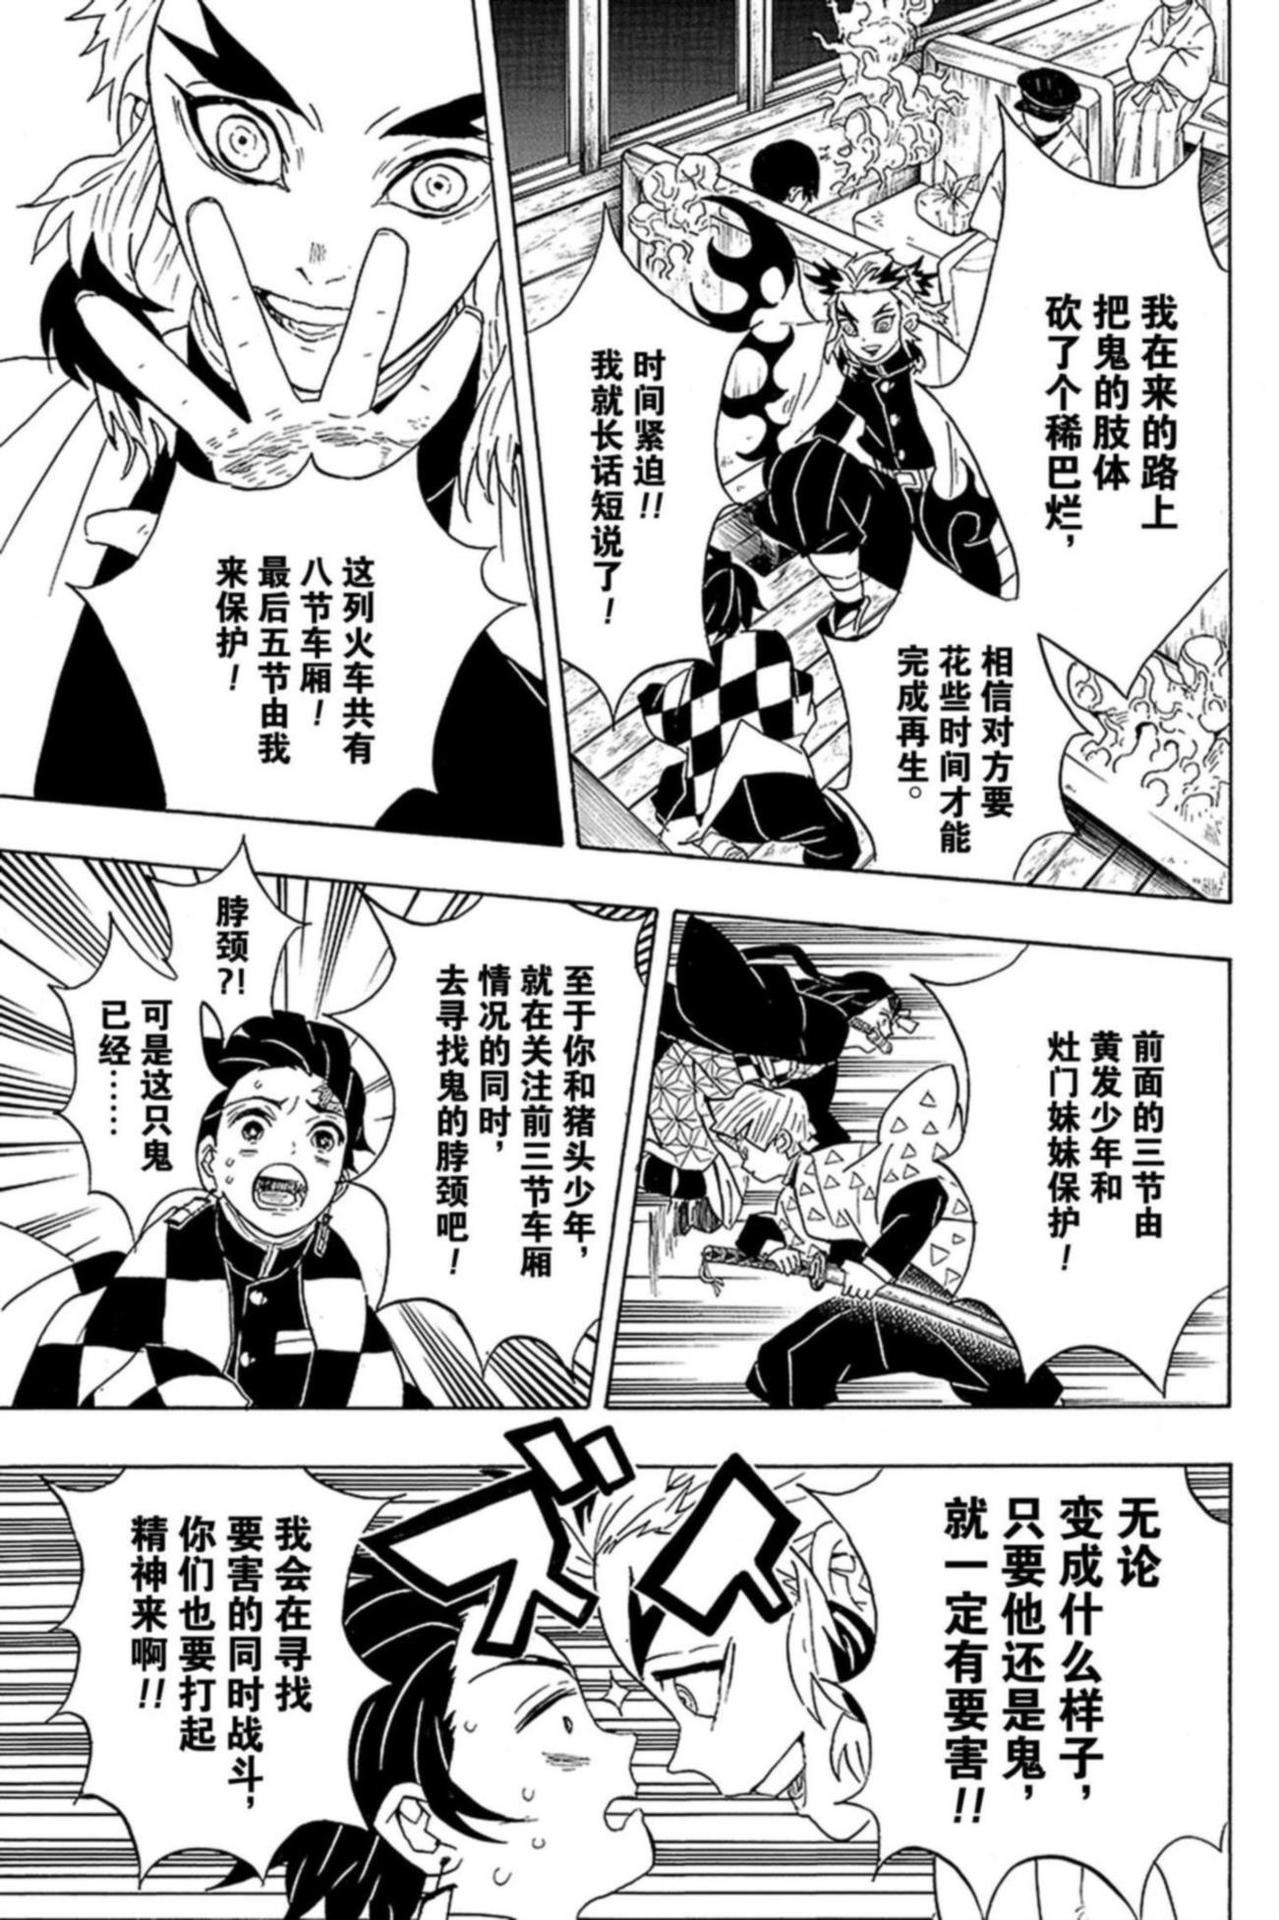 我在来的路上
把鬼的肢体
砍了个稀巴烂，
相信对方要
花些时间才能
完成再生。
时间紧迫!!
我就长话短说了！
这列火车共有
八节车厢！
最后五节由我
来保护！
前面的三节由
黄发少年和
灶门妹妹保护！
至于你和猪头少年，
就在关注前三节车厢
情况的同时，
去寻找鬼的脖颈吧！
脖颈?!
可是这只鬼
已经……
无论
变成什么样子，
只要他还是鬼，
就一定有要害!!
ズイ
我会在寻找
要害的同时战斗，
你们也要打起
精神来啊!!